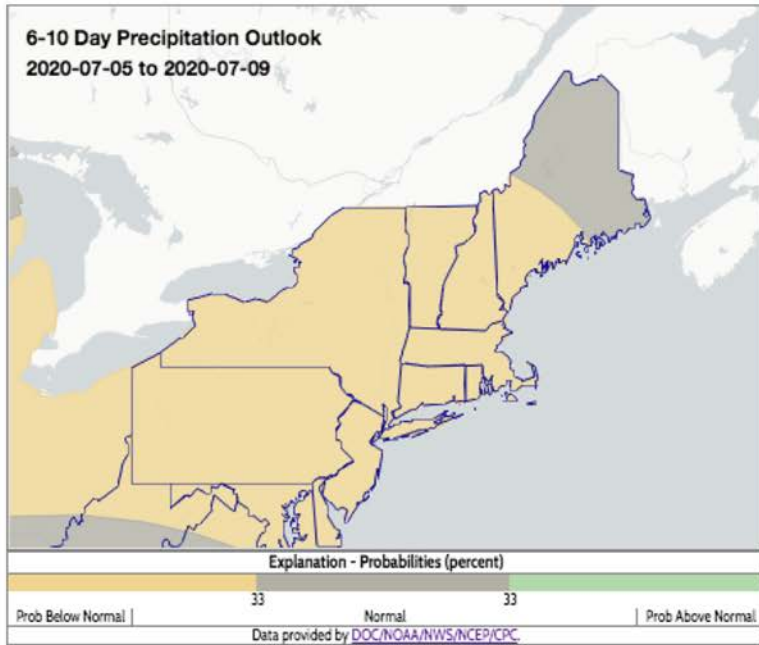 6-10 Day Precipitation Outlook
2020-07-05 to 2020-07-09
Explanation - Probabilities (percent)
33 33
Prob Below Normal Normal Prob Above Normal
Data provided by DOC/NOAA/NWS/NCEP/CPC.